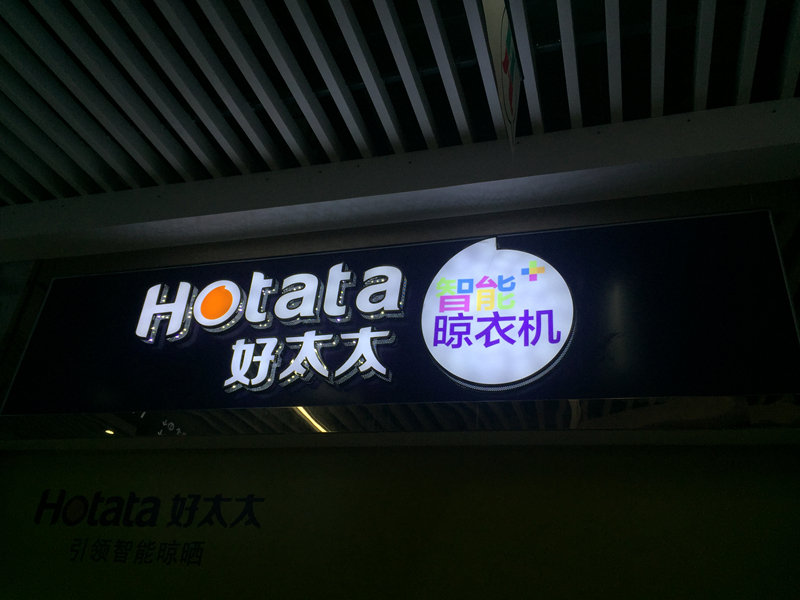 Hotata
好太太
智能+
晾衣机
Hotata 好太太
引领智能晾晒